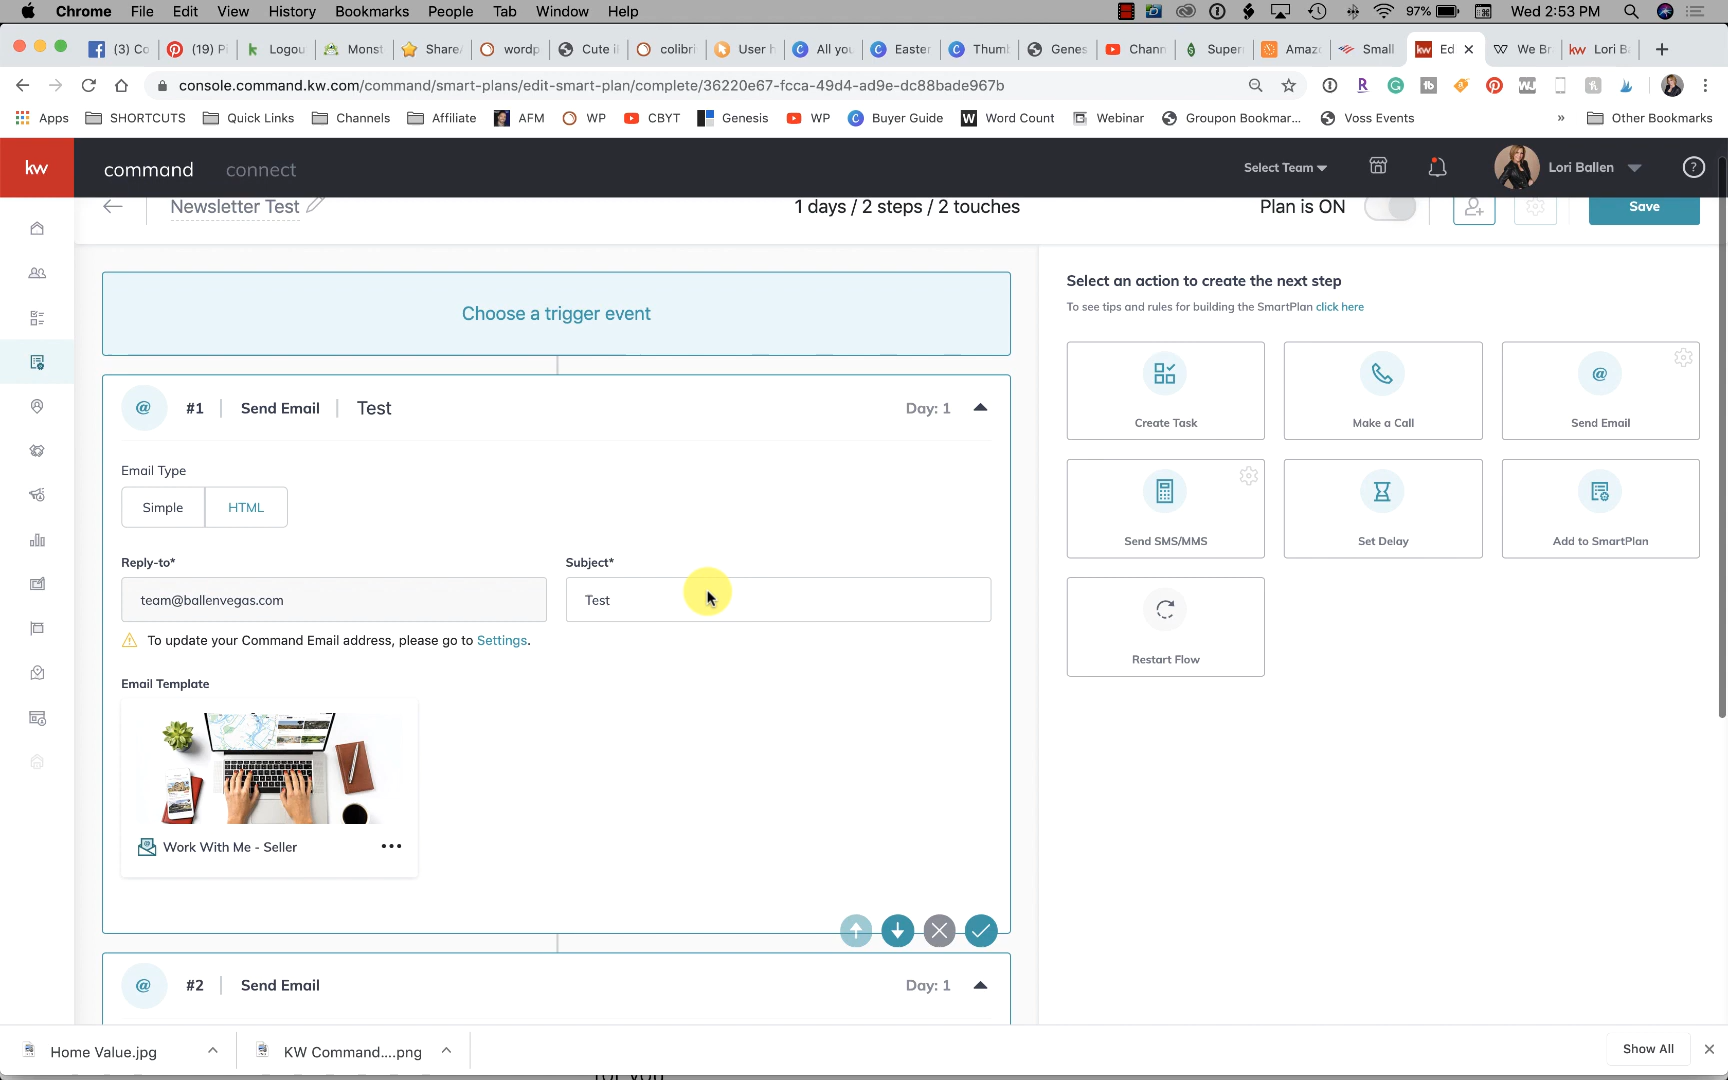 Chrome File Edit View History Bookmarks People Tab Window Help 97% Wed 2:53 PM
(3) Co (19) Pi Logou Monst Share/ wordp Cute i colibri User h All you Easter Thumb Genes Chann Super Amaz Small Ed We Br Lori B
console.command.kw.com/command/smart-plans/edit-smart-plan/complete/36220e67-fcca-49d4-ad9e-dc88bade967b
Apps SHORTCUTS Quick Links Channels Affiliate AFM WP CBYT Genesis WP Buyer Guide Word Count Webinar Groupon Bookmar... Voss Events » Other Bookmarks
kw command connect Select Team Lori Ballen
Newsletter Test 1 days / 2 steps / 2 touches Plan is ON Save
Choose a trigger event
Select an action to create the next step
To see tips and rules for building the SmartPlan click here
Create Task Make a Call @ Send Email
Send SMS/MMS Set Delay Add to SmartPlan
Restart Flow
@ #1 Send Email Test Day: 1
Email Type
Simple HTML
Reply-to* Subject*
team@ballenvegas.com Test
To update your Command Email address, please go to Settings.
Email Template
Work With Me - Seller •••
@ #2 Send Email Day: 1
Home Value.jpg KW Command....png Show All